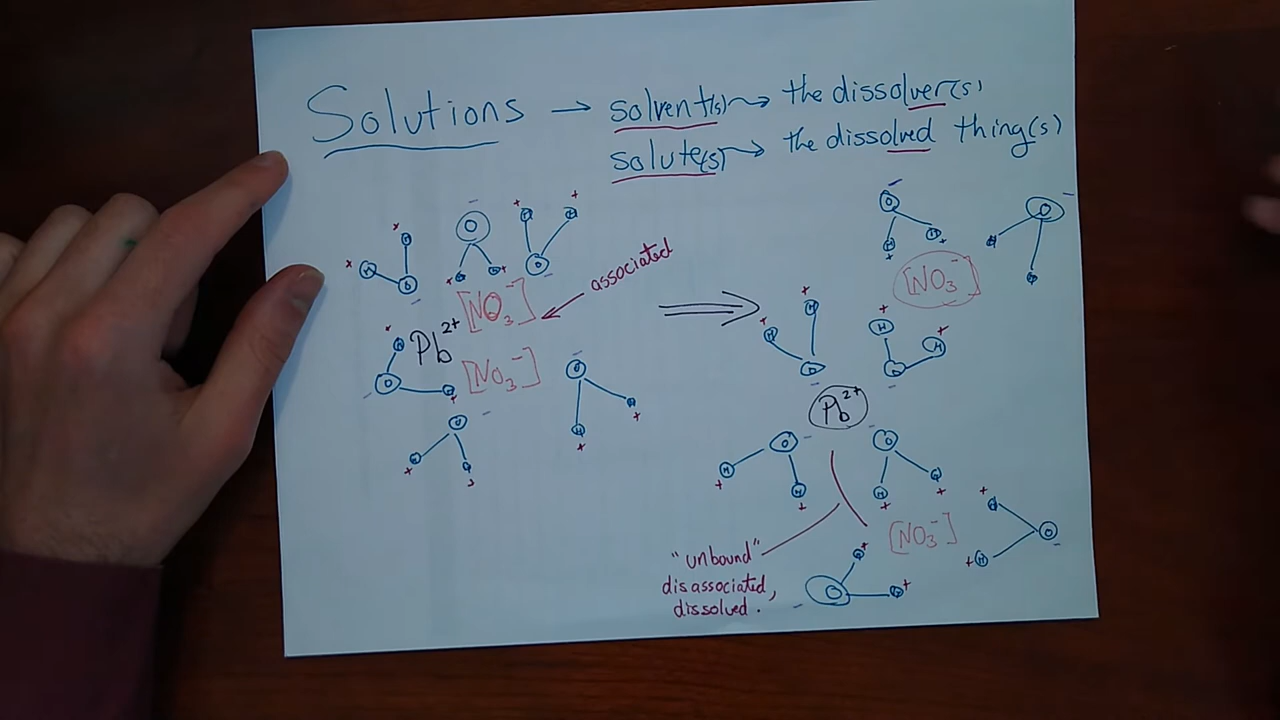 Solutions → solvent(s) → the dissolver(s)
solute(s) → the dissolved thing(s)
associated
[NO3-]
Pb2+
[NO3-]
[NO3-]
Pb2+
[NO3-]
"unbound"
disassociated,
dissolved.